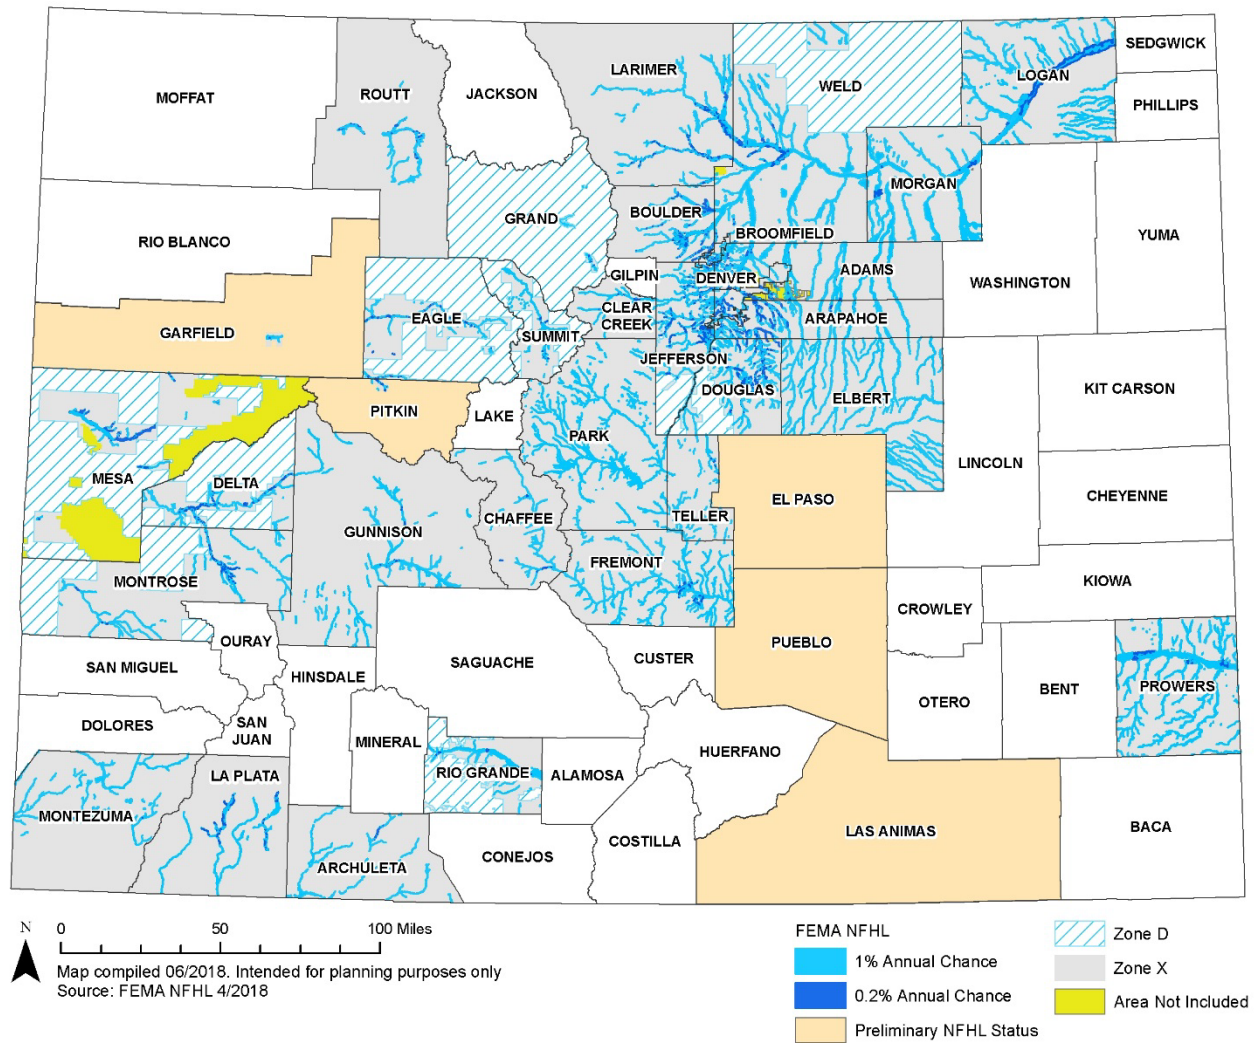 SEDGWICK
LARIMER
LOGAN
MOFFAT
ROUTT
JACKSON
WELD
PHILLIPS
MORGAN
GRAND
BOULDER
RIO BLANCO
BROOMFIELD
YUMA
GILPIN
DENVER
ADAMS
WASHINGTON
CLEAR
CREEK
EAGLE
ARAPAHOE
GARFIELD
SUMMIT
JEFFERSON
DOUGLAS
KIT CARSON
PITKIN
LAKE
ELBERT
PARK
LINCOLN
MESA
DELTA
EL PASO
CHEYENNE
CHAFFEE
TELLER
GUNNISON
FREMONT
MONTROSE
KIOWA
CROWLEY
OURAY
PUEBLO
SAN MIGUEL
SAGUACHE
CUSTER
HINSDALE
PROWERS
BENT
OTERO
DOLORES
SAN
JUAN
MINERAL
HUERFANO
LA PLATA
RIO GRANDE
ALAMOSA
MONTEZUMA
BACA
LAS ANIMAS
COSTILLA
CONEJOS
ARCHULETA
N
0 50 100 Miles
Map compiled 06/2018. Intended for planning purposes only
Source: FEMA NFHL 4/2018
FEMA NFHL
1% Annual Chance
0.2% Annual Chance
Preliminary NFHL Status
Zone D
Zone X
Area Not Included